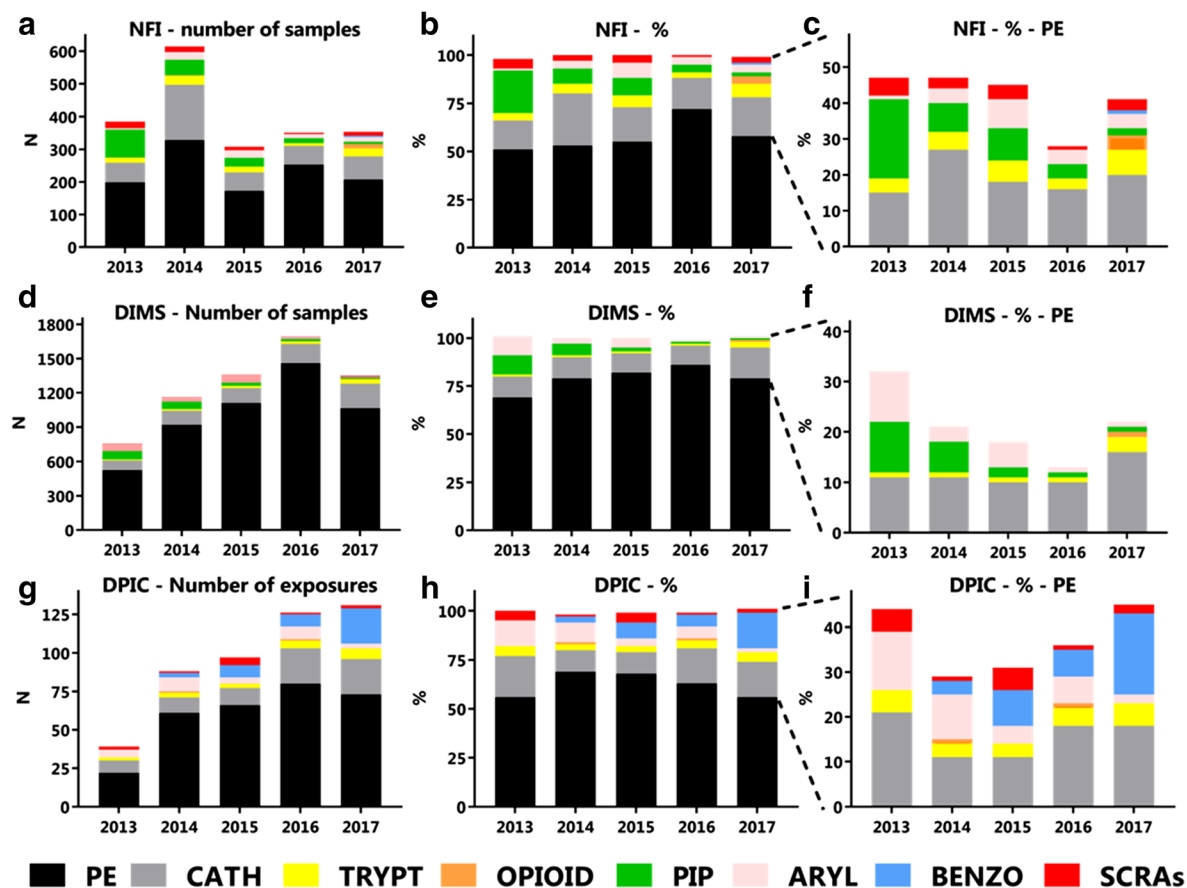 a NFI - number of samples
N
600
500
400
300
200
100
0
2013 2014 2015 2016 2017
b NFI - %
%
100
75
50
25
0
2013 2014 2015 2016 2017
c NFI - % - PE
%
50
40
30
20
10
0
2013 2014 2015 2016 2017
d DIMS - Number of samples
N
1800
1500
1200
900
600
300
0
2013 2014 2015 2016 2017
e DIMS - %
%
100
75
50
25
0
2013 2014 2015 2016 2017
f DIMS - % - PE
%
40
30
20
10
0
2013 2014 2015 2016 2017
g DPIC - Number of exposures
N
125
100
75
50
25
0
2013 2014 2015 2016 2017
h DPIC - %
%
100
75
50
25
0
2013 2014 2015 2016 2017
i DPIC - % - PE
%
40
30
20
10
0
2013 2014 2015 2016 2017
PE CATH TRYPT OPIOID PIP ARYL BENZO SCRAs